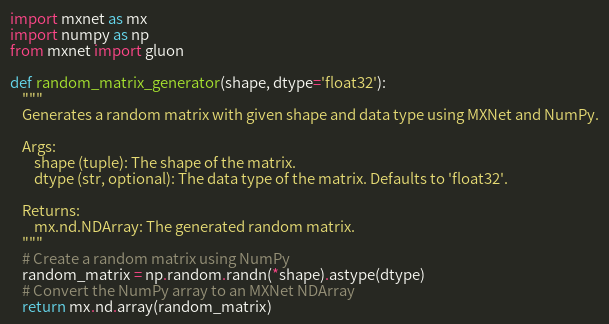 import mxnet as mx
import numpy as np
from mxnet import gluon
def random_matrix_generator(shape, dtype='float32'):
"""
Generates a random matrix with given shape and data type using MXNet and NumPy.
Args:
shape (tuple): The shape of the matrix.
dtype (str, optional): The data type of the matrix. Defaults to 'float32'.
Returns:
mx.nd.NDArray: The generated random matrix.
"""
# Create a random matrix using NumPy
random_matrix = np.random.randn(*shape).astype(dtype)
# Convert the NumPy array to an MXNet NDArray
return mx.nd.array(random_matrix)